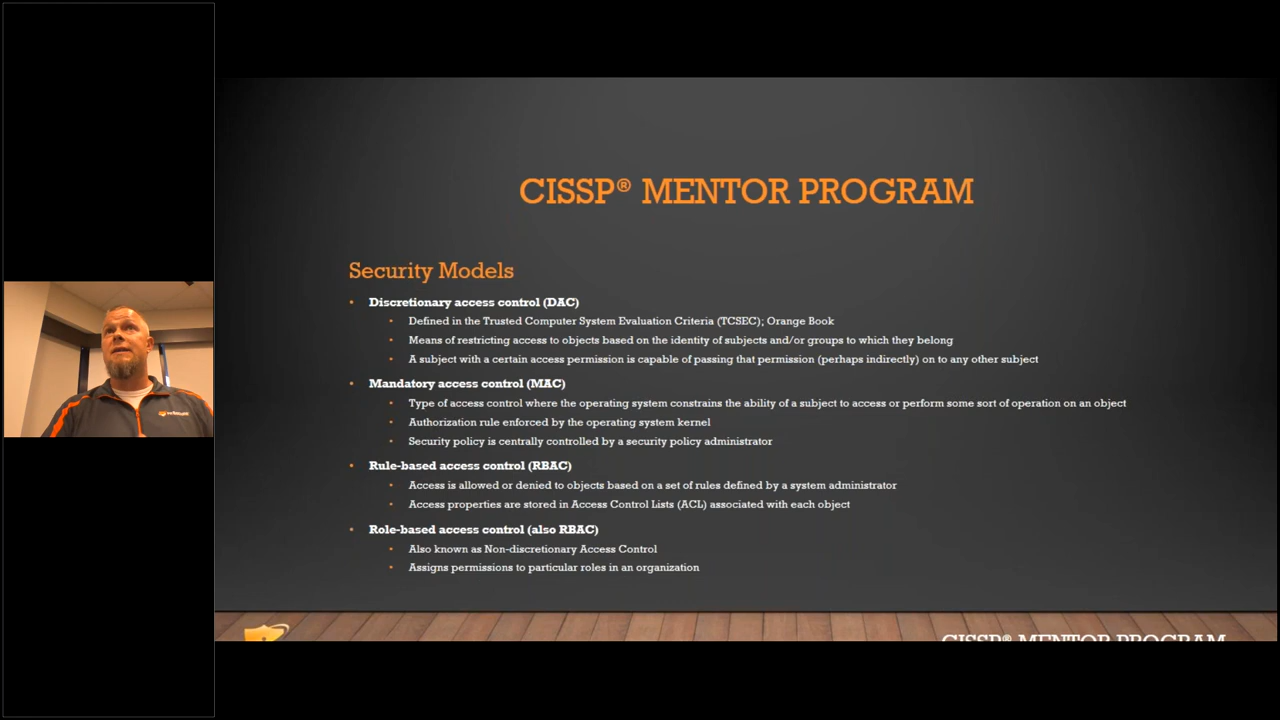 CISSP® MENTOR PROGRAM
Security Models
• Discretionary access control (DAC)
• Defined in the Trusted Computer System Evaluation Criteria (TCSEC); Orange Book
• Means of restricting access to objects based on the identity of subjects and/or groups to which they belong
• A subject with a certain access permission is capable of passing that permission (perhaps indirectly) on to any other subject
• Mandatory access control (MAC)
• Type of access control where the operating system constrains the ability of a subject to access or perform some sort of operation on an object
• Authorization rule enforced by the operating system kernel
• Security policy is centrally controlled by a security policy administrator
• Rule-based access control (RBAC)
• Access is allowed or denied to objects based on a set of rules defined by a system administrator
• Access properties are stored in Access Control Lists (ACL) associated with each object
• Role-based access control (also RBAC)
• Also known as Non-discretionary Access Control
• Assigns permissions to particular roles in an organization
CISSP® MENTOR PROGRAM